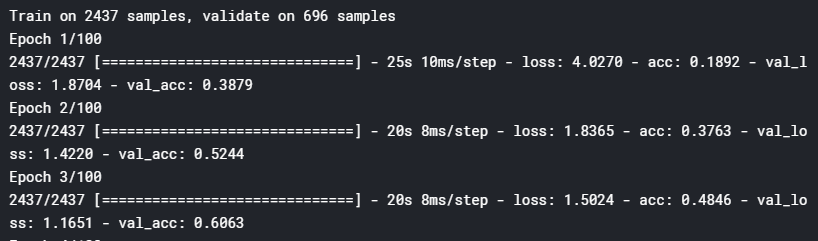 Train on 2437 samples, validate on 696 samples
Epoch 1/100
2437/2437 [==============================] - 25s 10ms/step - loss: 4.0270 - acc: 0.1892 - val_l
oss: 1.8704 - val_acc: 0.3879
Epoch 2/100
2437/2437 [==============================] - 20s 8ms/step - loss: 1.8365 - acc: 0.3763 - val_lo
ss: 1.4220 - val_acc: 0.5244
Epoch 3/100
2437/2437 [==============================] - 20s 8ms/step - loss: 1.5024 - acc: 0.4846 - val_lo
ss: 1.1651 - val_acc: 0.6063